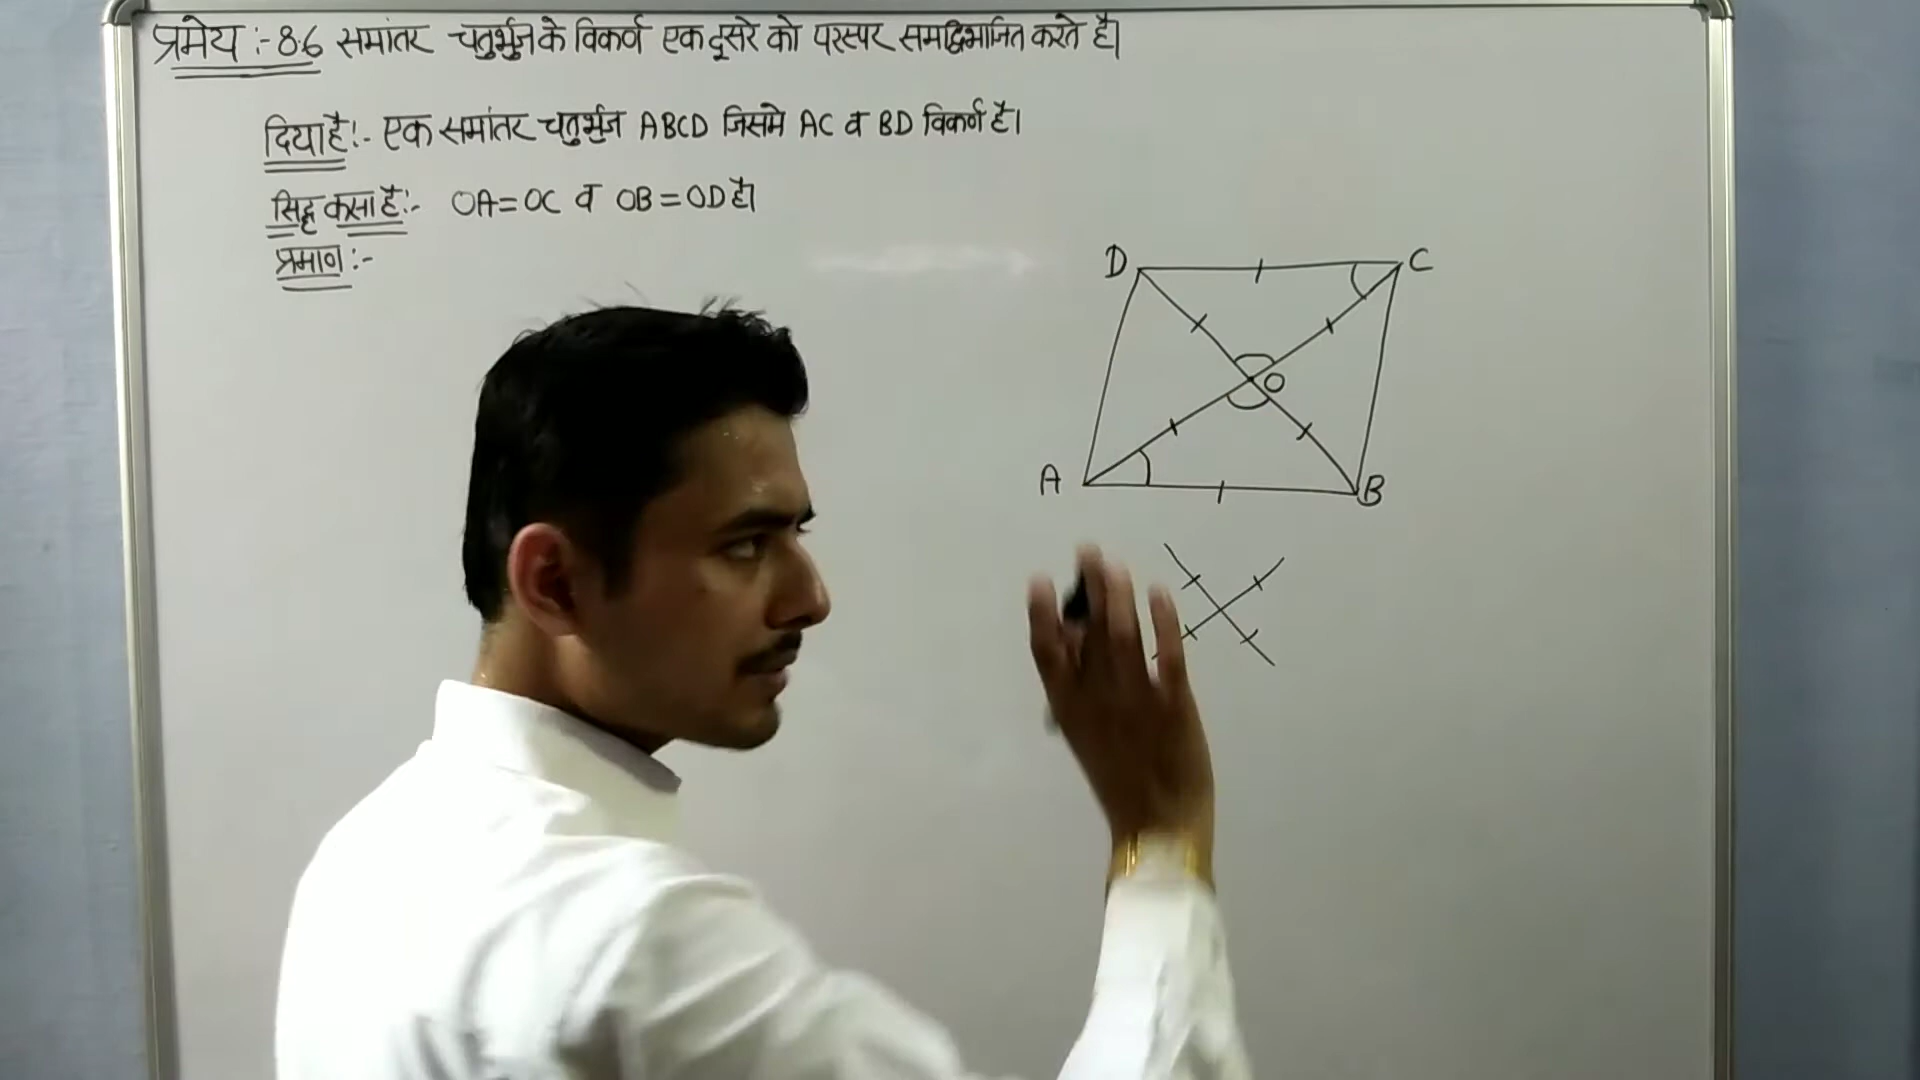 प्रमेय :- 8.6 समांतर चतुर्भुज के विकर्ण एक दूसरे को परस्पर समद्विभाजित करते है।
दिया है :- एक समांतर चतुर्भुज ABCD जिसमे AC व BD विकर्ण है।
सिद्ध करना है :- OA = OC व OB = OD है।
प्रमाण :-
D C
O
A B